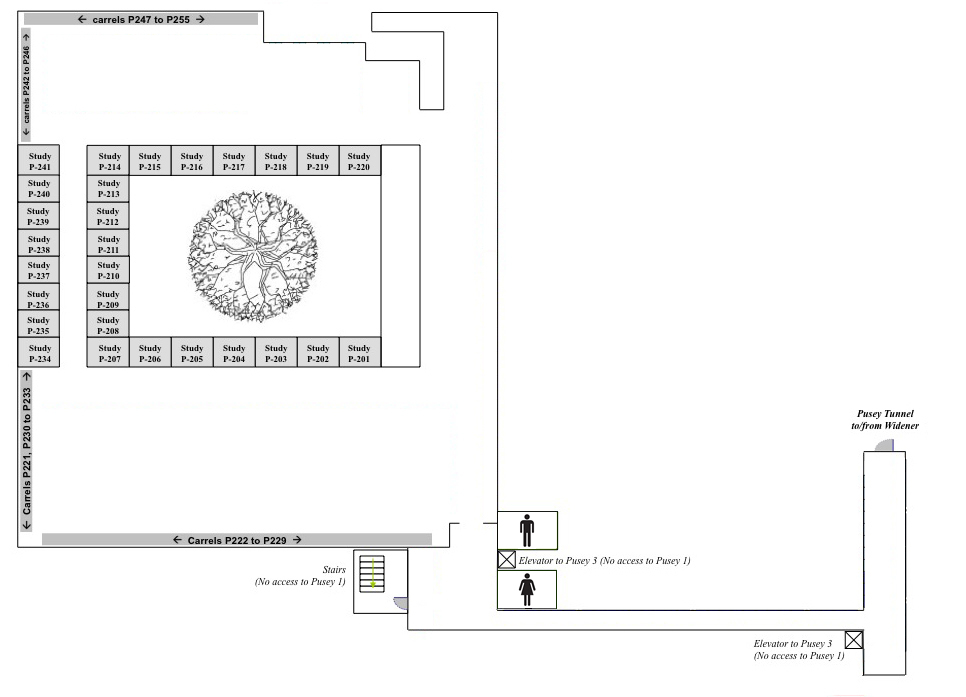 ← carrels P247 to P255 →
← carrels P242 to P246 →
Study Study Study Study Study Study Study Study
P-241 P-214 P-215 P-216 P-217 P-218 P-219 P-220
Study Study
P-240 P-213
Study Study
P-239 P-212
Study Study
P-238 P-211
Study Study
P-237 P-210
Study Study
P-236 P-209
Study Study
P-235 P-208
Study Study Study Study Study Study Study Study
P-234 P-207 P-206 P-205 P-204 P-203 P-202 P-201
← Carrels P221, P230 to P233 →
Pusey Tunnel
to/from Widener
← Carrels P222 to P229 →
Elevator to Pusey 3 (No access to Pusey 1)
Stairs
(No access to Pusey 1)
Elevator to Pusey 3
(No access to Pusey 1)